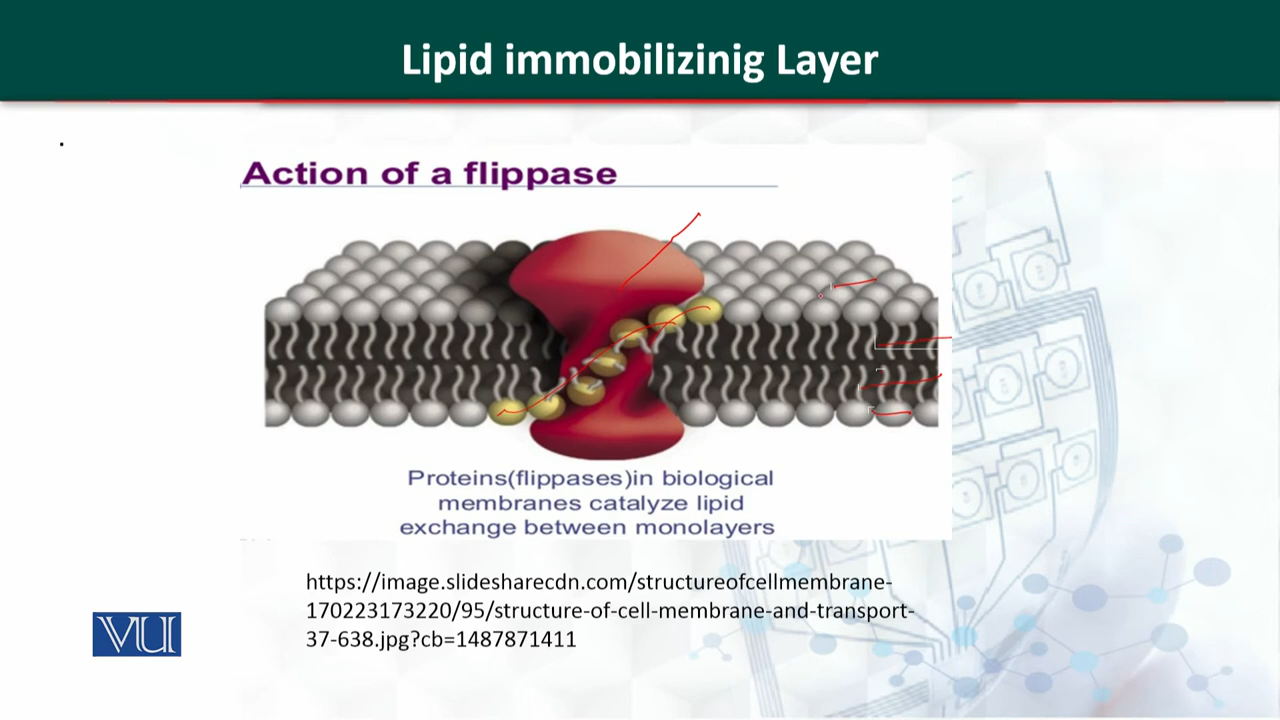 Lipid immobilizinig Layer
.
Action of a flippase
Proteins(flippases)in biological
membranes catalyze lipid
exchange between monolayers
https://image.slidesharecdn.com/structureofcellmembrane-
170223173220/95/structure-of-cell-membrane-and-transport-
37-638.jpg?cb=1487871411
VU